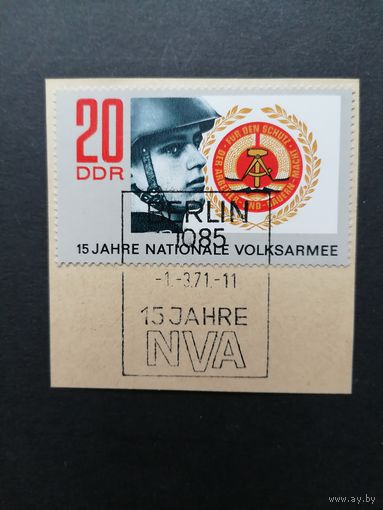 20
DDR
FÜR DEN SCHUTZ
DER ARBEITER-UND-BAUERN-MACHT
BERLIN
1085
15 JAHRE NATIONALE VOLKSARMEE
-1.-3.71.-11
15 JAHRE
NVA
www.ay.by